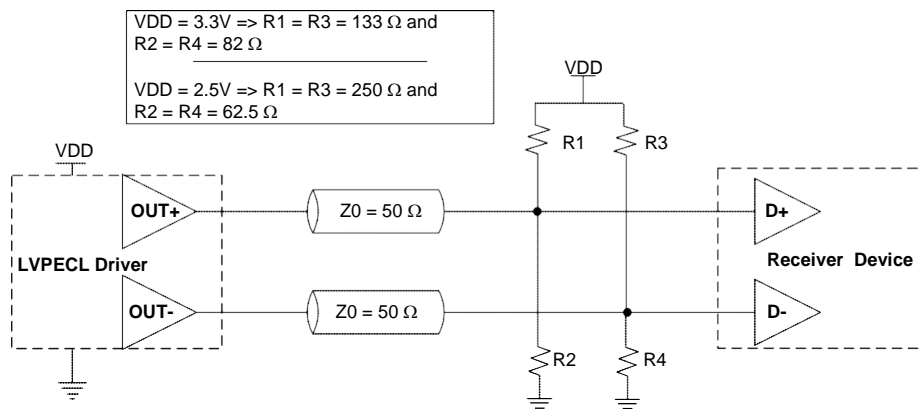 VDD = 3.3V => R1 = R3 = 133 Ω and
R2 = R4 = 82 Ω
VDD = 2.5V => R1 = R3 = 250 Ω and
R2 = R4 = 62.5 Ω
VDD
VDD
R1
R3
OUT+
Z0 = 50 Ω
D+
LVPECL Driver
Receiver Device
OUT-
Z0 = 50 Ω
D-
R2
R4